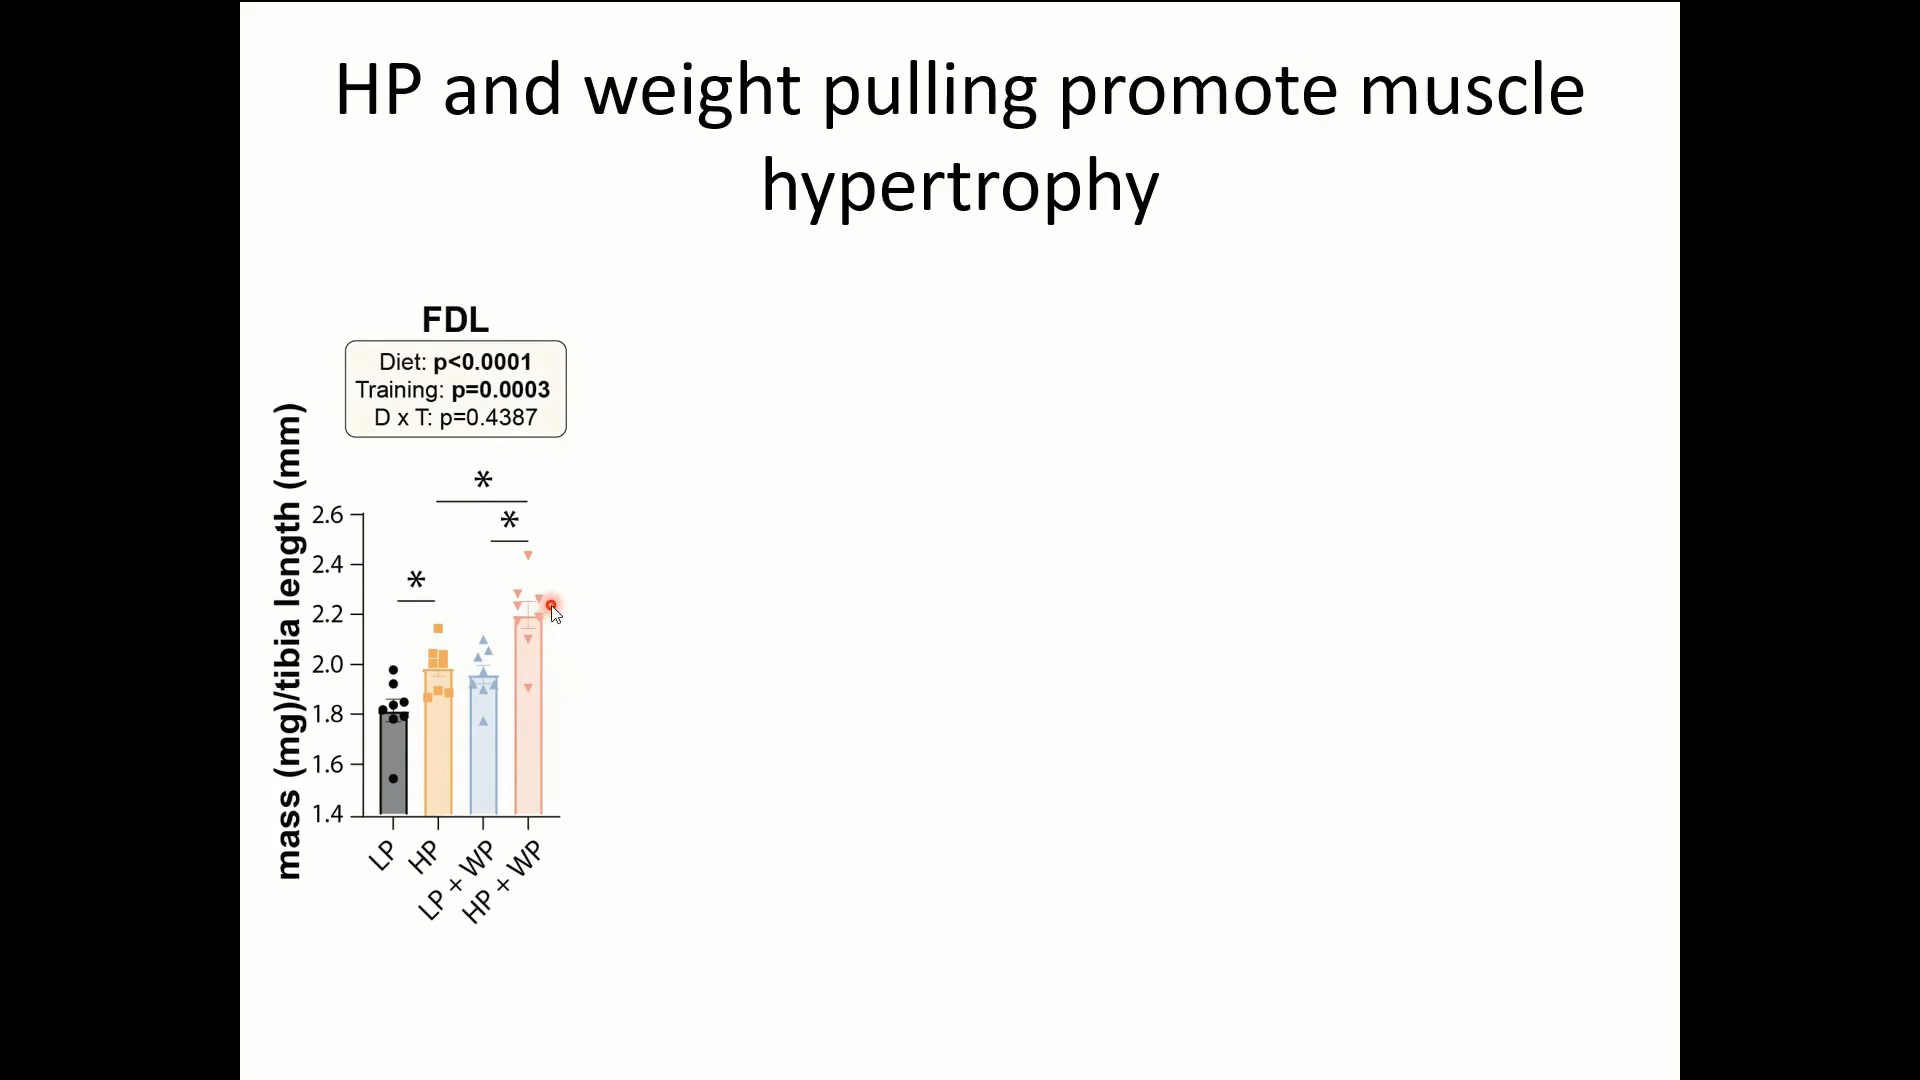 HP and weight pulling promote muscle
hypertrophy
FDL
Diet: p<0.0001
Training: p=0.0003
D x T: p=0.4387
mass (mg)/tibia length (mm)
*
*
*
2.6
2.4
2.2
2.0
1.8
1.6
1.4
LP
HP
LP + WP
HP + WP